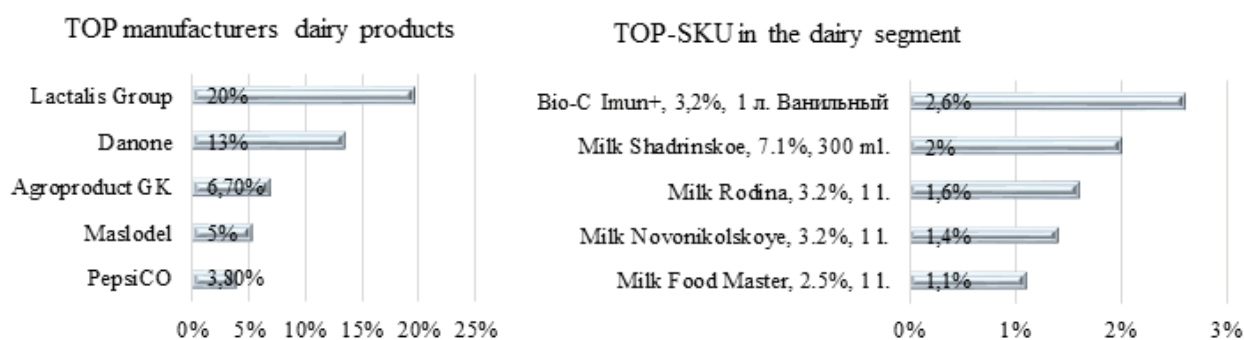 TOP manufacturers dairy products
Lactalis Group 20%
Danone 13%
Agroproduct GK 6,70%
Maslodel 5%
PepsiCO 3,80%
0% 5% 10% 15% 20% 25%
TOP-SKU in the dairy segment
Bio-C Imun+, 3,2%, 1 л. Ванильный 2,6%
Milk Shadrinskoe, 7.1%, 300 ml. 2%
Milk Rodina, 3.2%, 1 l. 1,6%
Milk Novonikolskoye, 3.2%, 1 l. 1,4%
Milk Food Master, 2.5%, 1 l. 1,1%
0% 1% 2% 3%